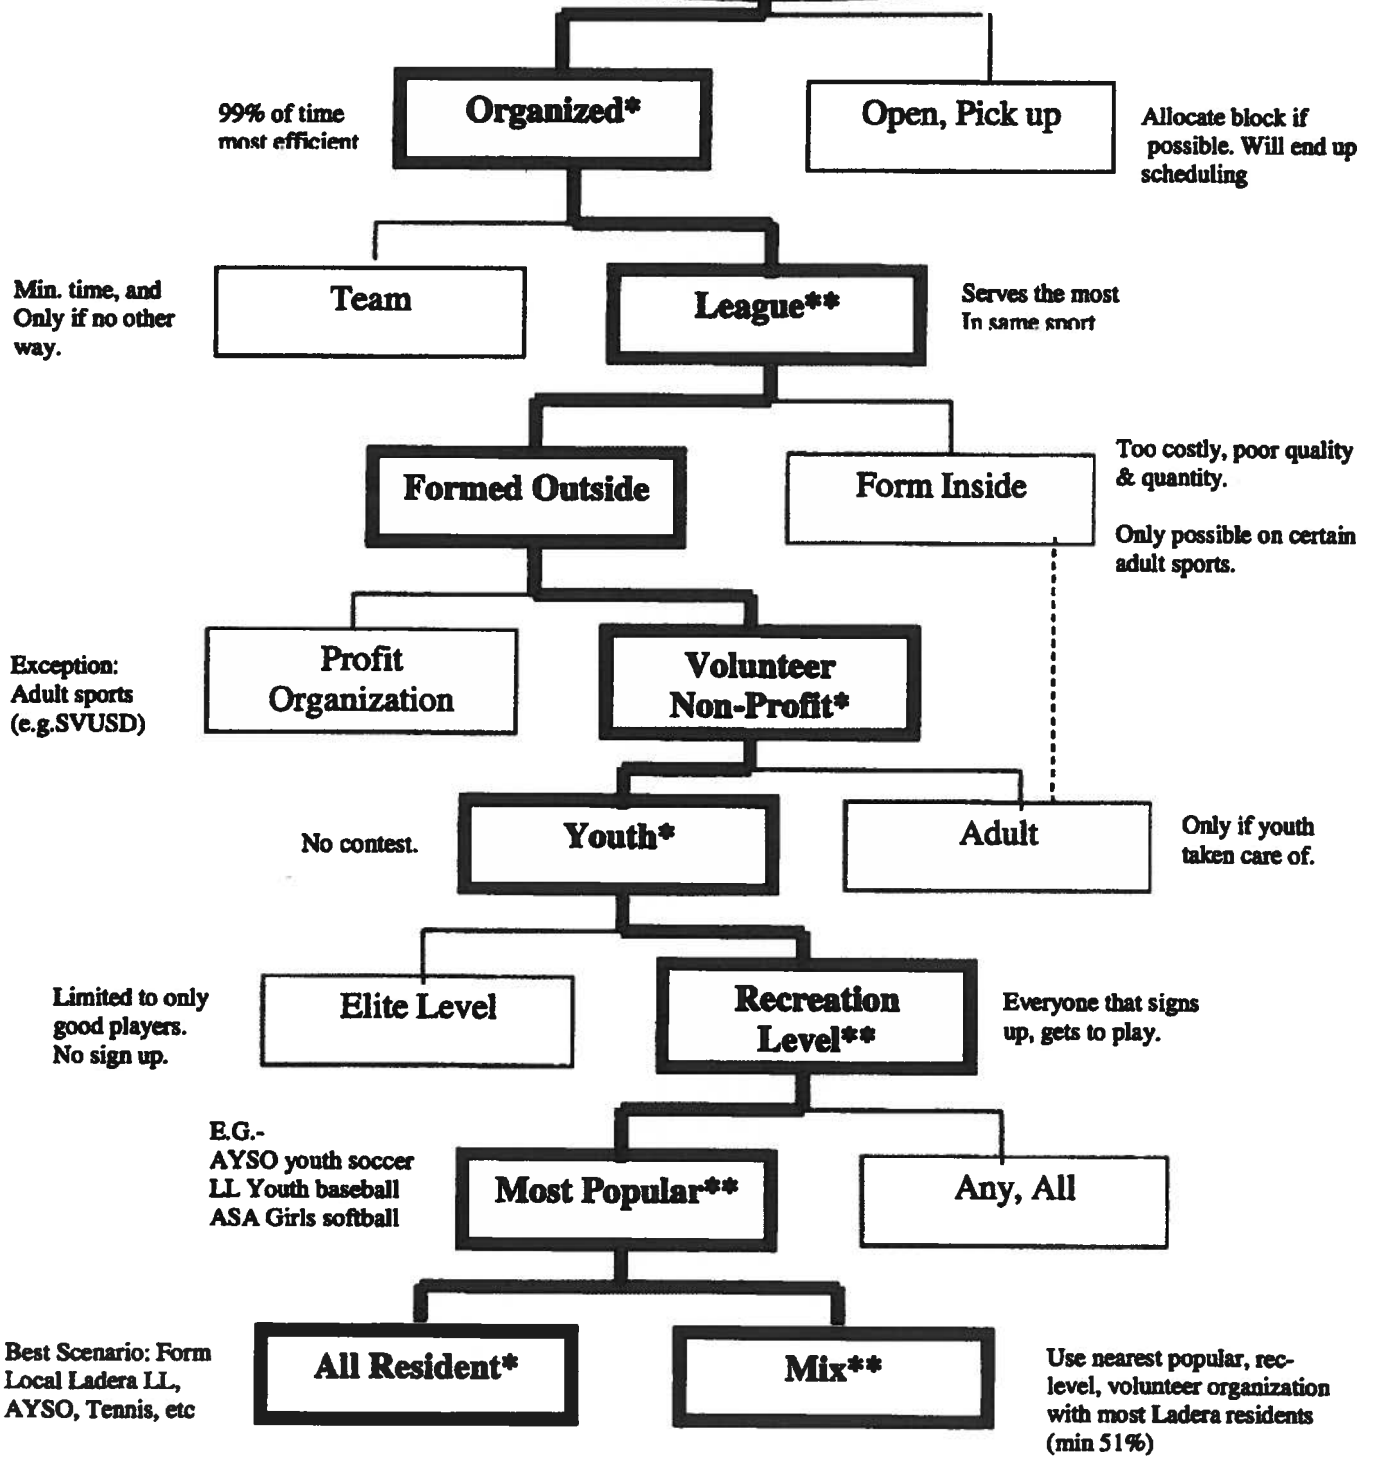 Organized*
Open, Pick up
99% of time
most efficient
Allocate block if
possible. Will end up
scheduling
Min. time, and
Only if no other
way.
Team
League**
Serves the most
In same sport
Formed Outside
Form Inside
Too costly, poor quality
& quantity.
Only possible on certain
adult sports.
Exception:
Adult sports
(e.g.SVUSD)
Profit
Organization
Volunteer
Non-Profit*
No contest.
Youth*
Adult
Only if youth
taken care of.
Limited to only
good players.
No sign up.
Elite Level
Recreation
Level**
Everyone that signs
up, gets to play.
E.G.-
AYSO youth soccer
LL Youth baseball
ASA Girls softball
Most Popular**
Any, All
Best Scenario: Form
Local Ladera LL,
AYSO, Tennis, etc
All Resident*
Mix**
Use nearest popular, rec-
level, volunteer organization
with most Ladera residents
(min 51%)